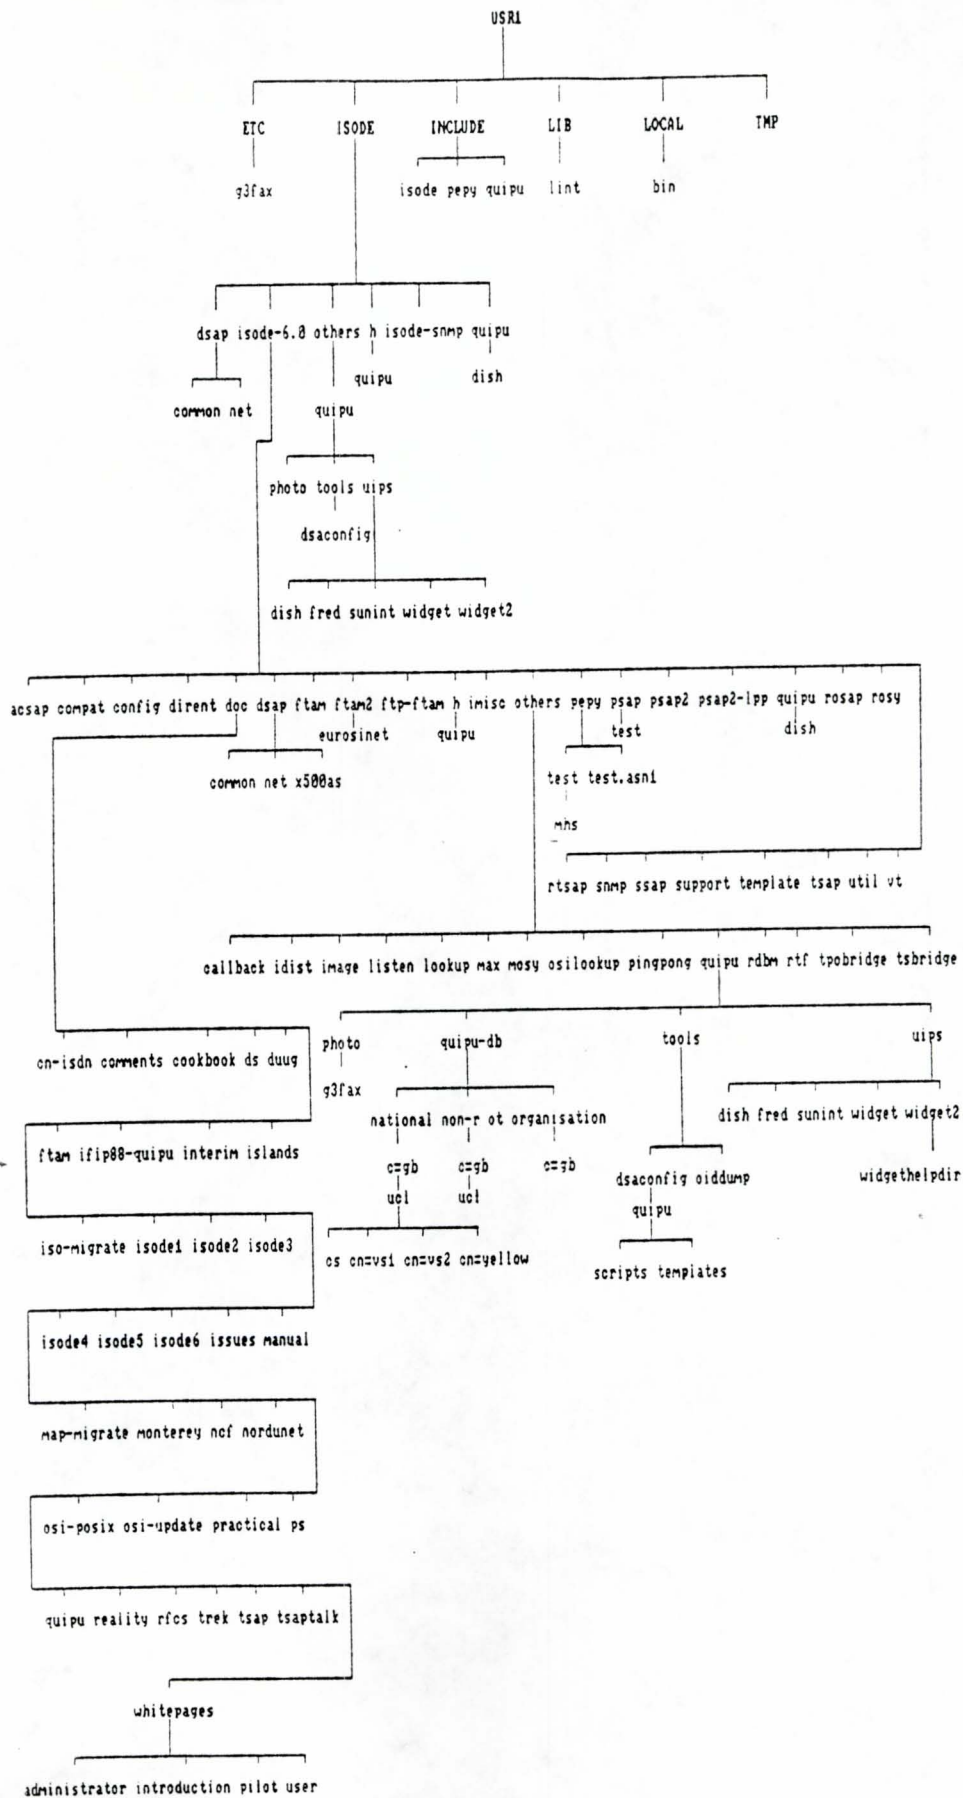 USR1
ETC ISODE INCLUDE LIB LOCAL TMP
g3fax isode pepy quipu lint bin
dsap isode-6.0 others h isode-snmp quipu
quipu dish
common net quipu
photo tools uips
dsaconfig
dish fred sunint widget widget2
acsap compat config dirent doc dsap ftam ftam2 ftp-ftam h imisc others pepy psap psap2 psap2-lpp quipu rosap rosy
eurosinet quipu test dish
common net x500as test test.asn1
mhs
rtsap snmp ssap support template tsap util vt
callback idist image listen lookup max mosy osilookup pingpong quipu rdbm rtf tpobridge tsbridge
photo quipu-db tools uips
cn-isdn comments cookbook ds duug
g3fax
national non-r ot organisation dish fred sunint widget widget2
ftam ifip88-quipu interim islands
c=gb c=gb c=gb dsaconfig oiddump widgethelpdir
ucl ucl quipu
iso-migrate isode1 isode2 isode3
cs cn=vs1 cn=vs2 cn=yellow scripts templates
isode4 isode5 isode6 issues manual
map-migrate monterey ncf nordunet
osi-posix osi-update practical ps
quipu reality rfcs trek tsap tsaptalk
whitepages
administrator introduction pilot user